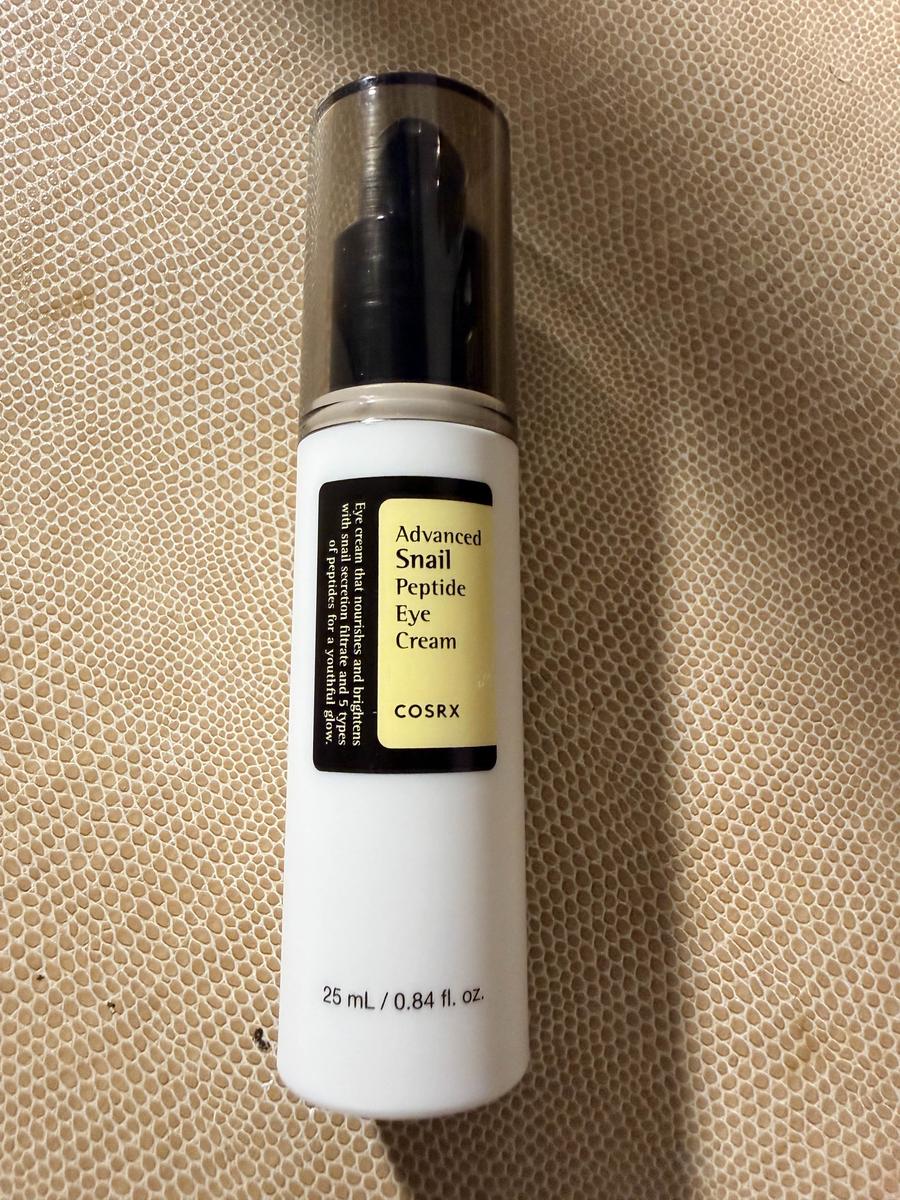 Advanced
Snail
Peptide
Eye
Cream
COSRX
Eye cream that nourishes and brightens
with snail secretion filtrate and 5 types
of peptides for a youthful glow.
25 mL / 0.84 fl. oz.